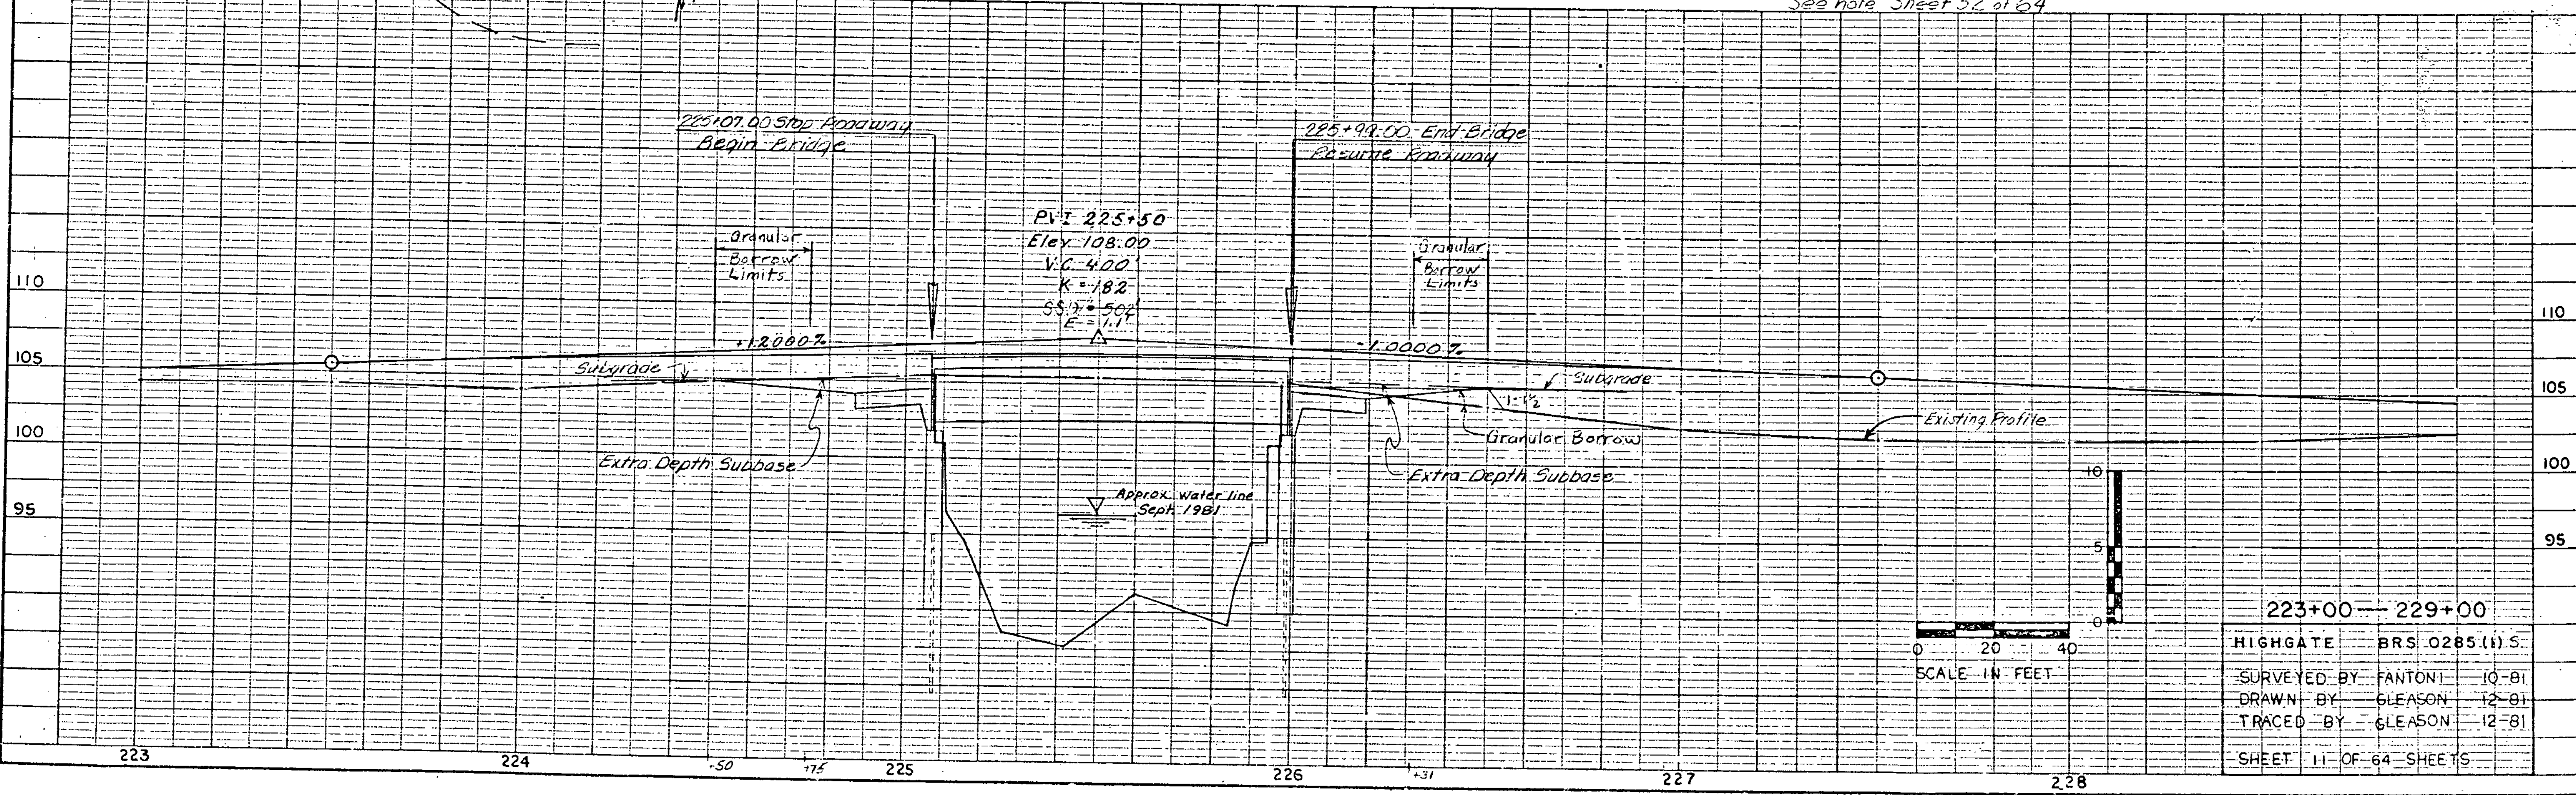 See note Sheet 52 of 64
225+07.00 Stop Roadway
Begin Bridge
225+99.00 End Bridge
Resume Roadway
PVI 225+50
Elev. 108.00
V.C. 400'
K = 182
SSD = 502'
E = 1.1'
Granular
Borrow
Limits
Granular
Borrow
Limits
+1.2000%
-1.0000%
Subgrade
Subgrade
1-1½
Granular Borrow
Existing Profile
Extra Depth Subbase
Extra Depth Subbase
Approx. water line
Sept. 1981
110
105
100
95
110
105
100
95
10
5
0
0 20 40
SCALE IN FEET
223+00 — 229+00
HIGHGATE BRS 0285(1) S
SURVEYED BY FANTONI 10-81
DRAWN BY GLEASON 12-81
TRACED BY GLEASON 12-81
SHEET 11 OF 64 SHEETS
223 224 +50 +75 225 226 +31 227 228